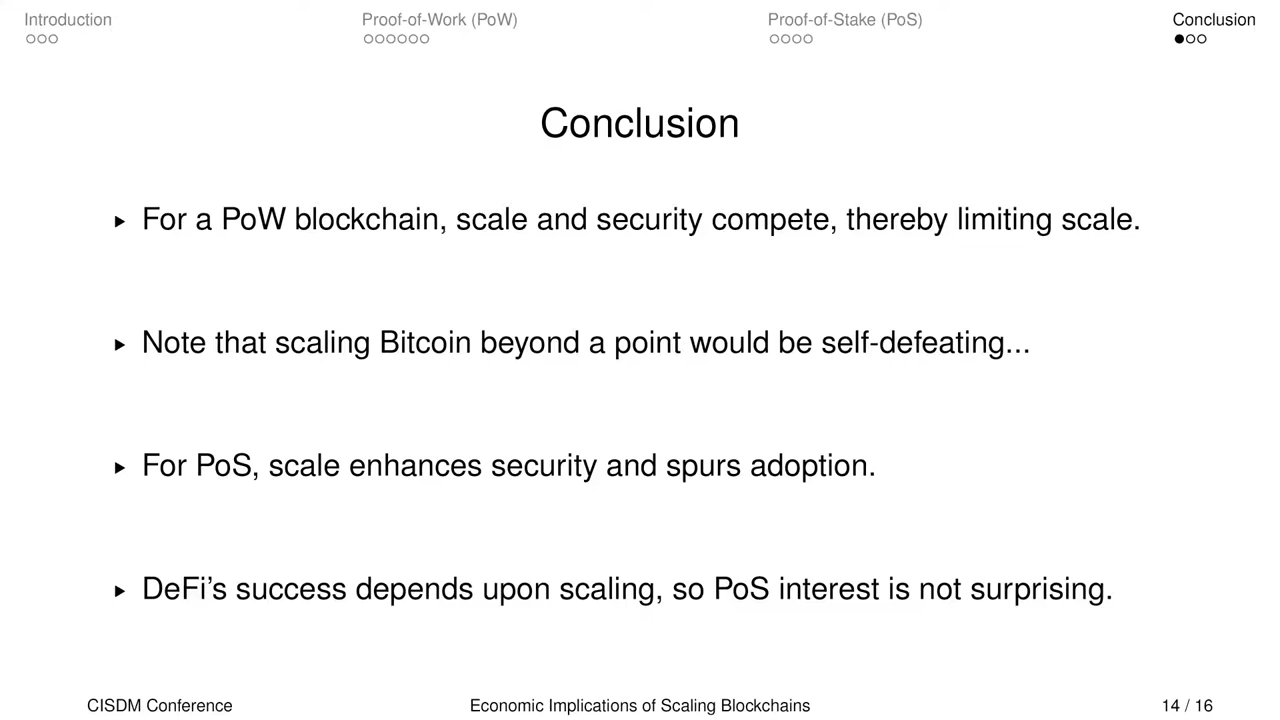 Introduction Proof-of-Work (PoW) Proof-of-Stake (PoS) Conclusion
Conclusion
For a PoW blockchain, scale and security compete, thereby limiting scale.
Note that scaling Bitcoin beyond a point would be self-defeating...
For PoS, scale enhances security and spurs adoption.
DeFi's success depends upon scaling, so PoS interest is not surprising.
CISDM Conference Economic Implications of Scaling Blockchains 14 / 16